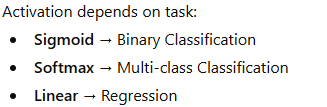 Activation depends on task:
• Sigmoid → Binary Classification
• Softmax → Multi-class Classification
• Linear → Regression